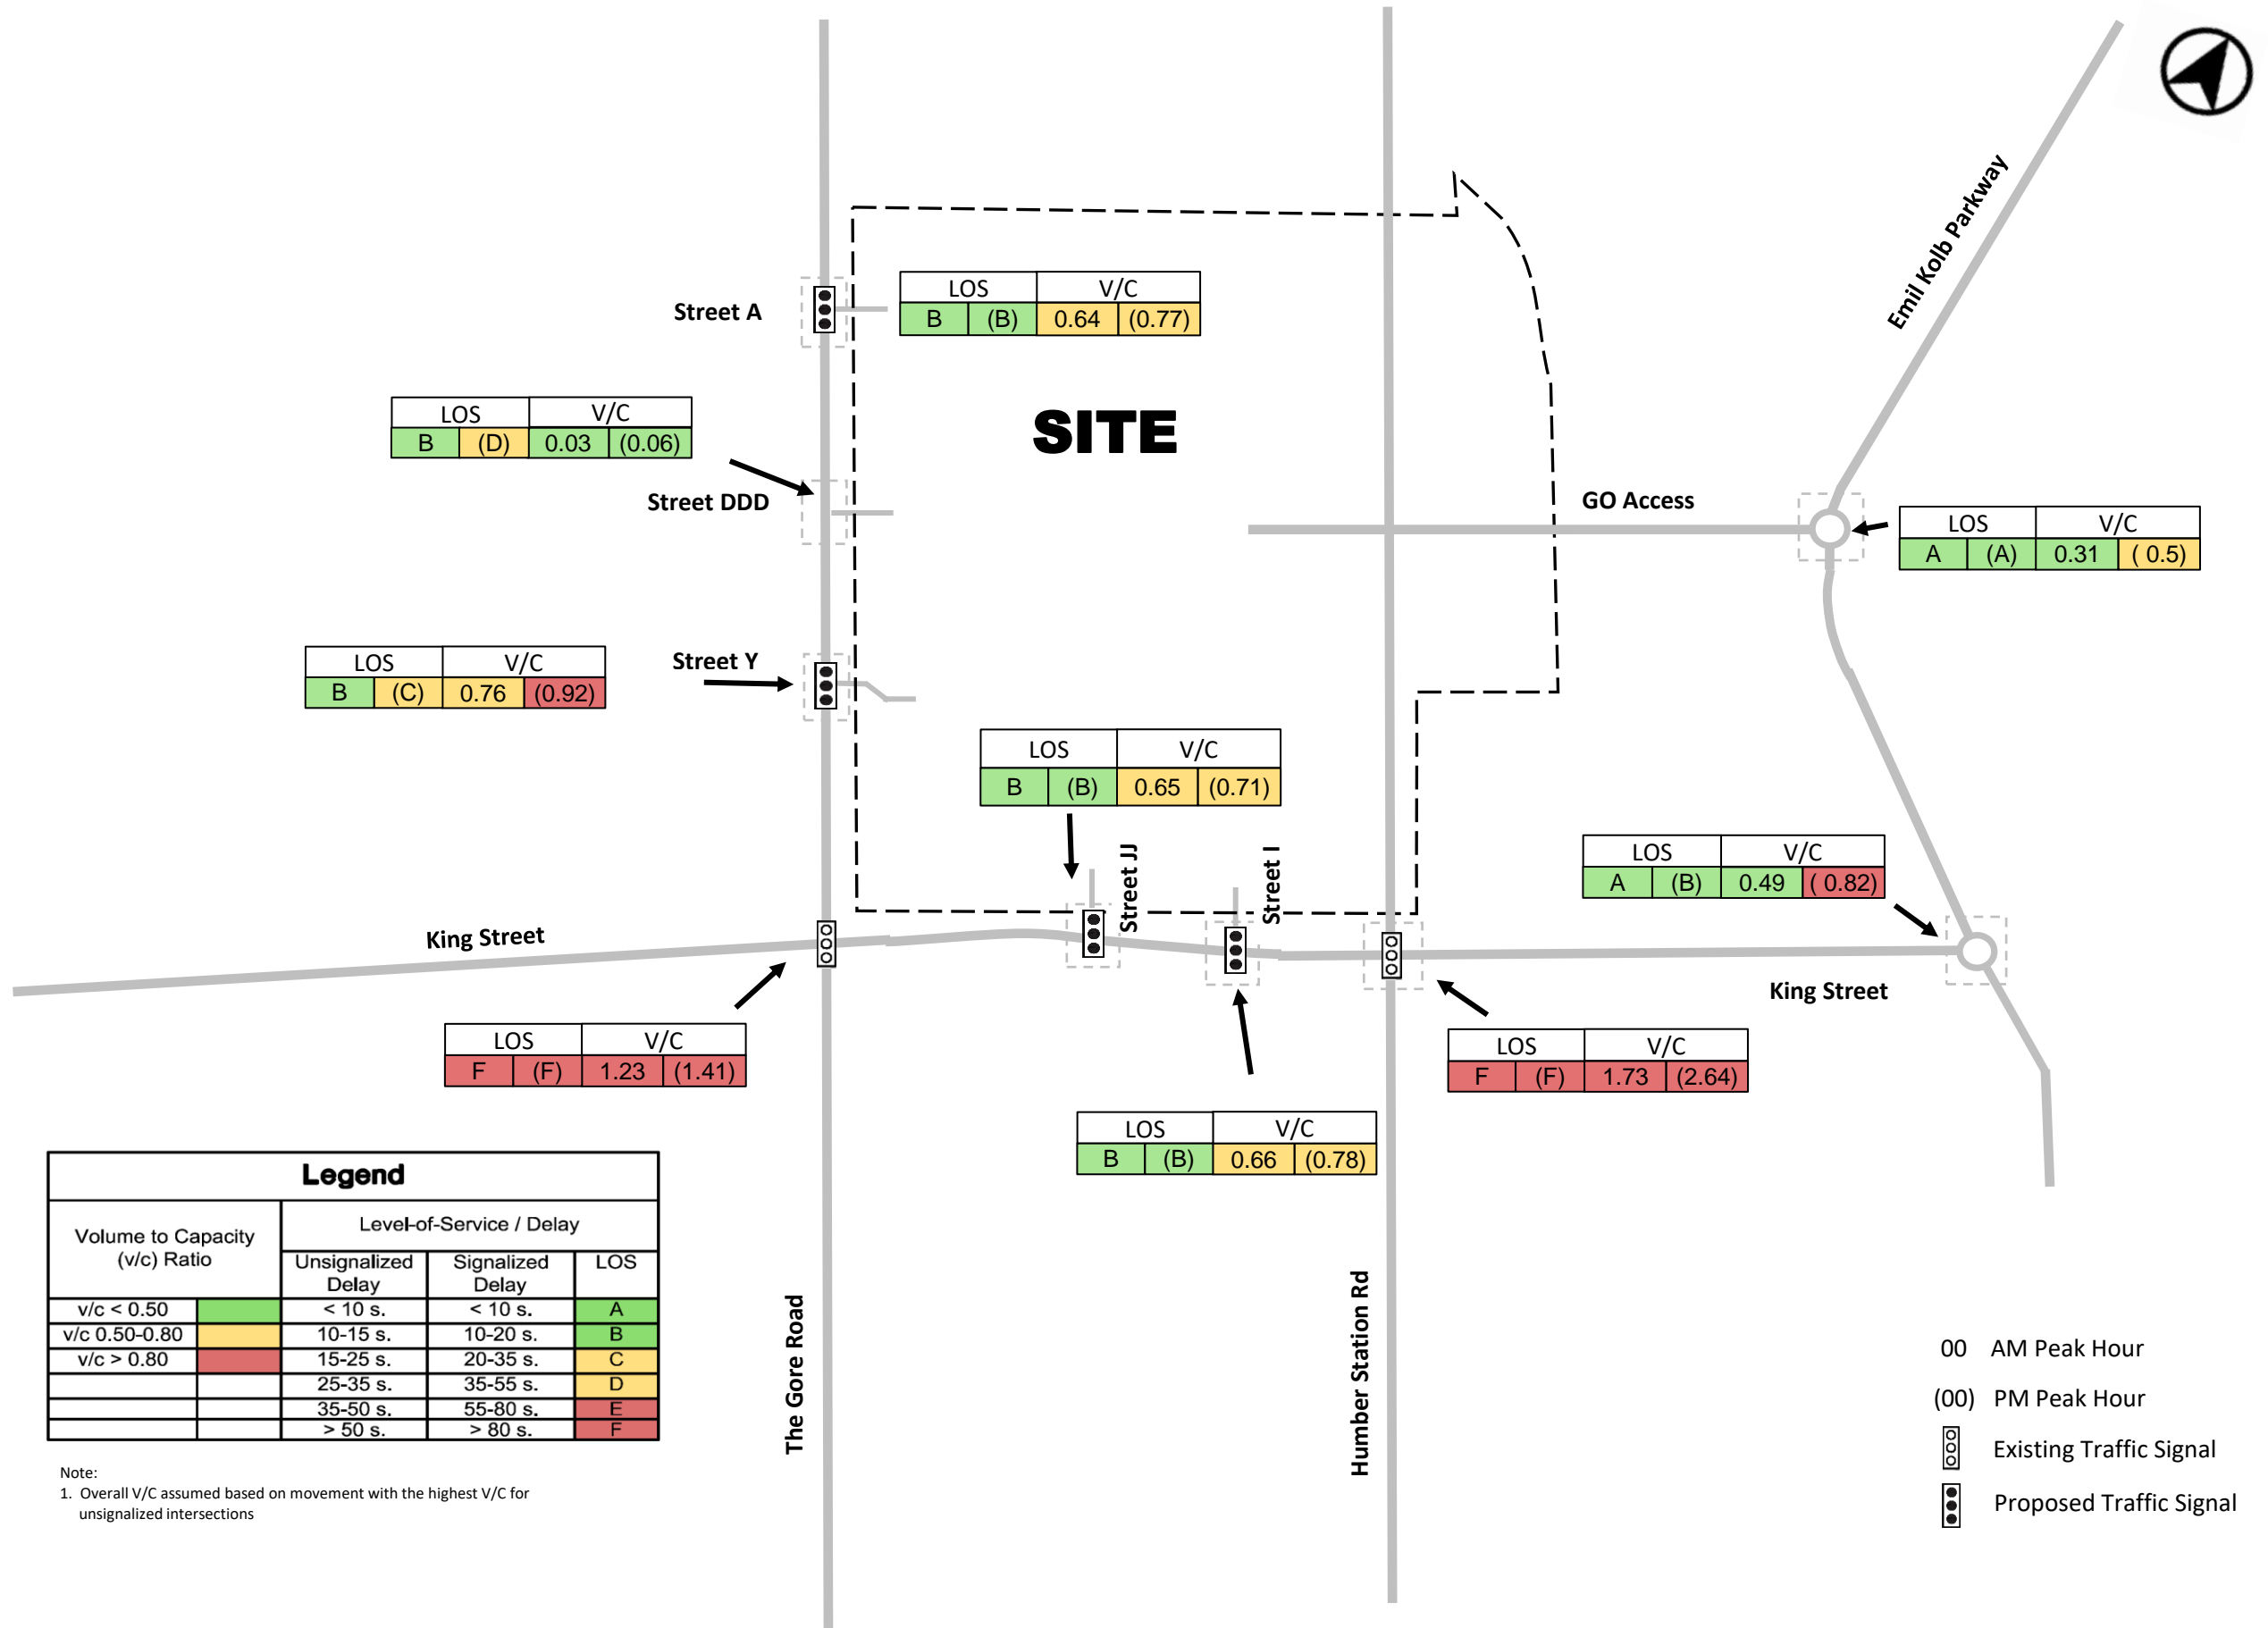 Emil Kolb Parkway
Street A
LOS V/C
B (B) 0.64 (0.77)
LOS V/C
B (D) 0.03 (0.06)
SITE
Street DDD
GO Access
LOS V/C
A (A) 0.31 ( 0.5)
LOS V/C
B (C) 0.76 (0.92)
Street Y
LOS V/C
B (B) 0.65 (0.71)
Street JJ
Street I
LOS V/C
A (B) 0.49 ( 0.82)
King Street
King Street
LOS V/C
F (F) 1.23 (1.41)
LOS V/C
F (F) 1.73 (2.64)
LOS V/C
B (B) 0.66 (0.78)
The Gore Road
Humber Station Rd
Legend
Volume to Capacity
(v/c) Ratio
Level-of-Service / Delay
Unsignalized
Delay
Signalized
Delay
LOS
v/c < 0.50 < 10 s. < 10 s. A
v/c 0.50-0.80 10-15 s. 10-20 s. B
v/c > 0.80 15-25 s. 20-35 s. C
25-35 s. 35-55 s. D
35-50 s. 55-80 s. E
> 50 s. > 80 s. F
Note:
1. Overall V/C assumed based on movement with the highest V/C for
unsignalized intersections
00 AM Peak Hour
(00) PM Peak Hour
Existing Traffic Signal
Proposed Traffic Signal